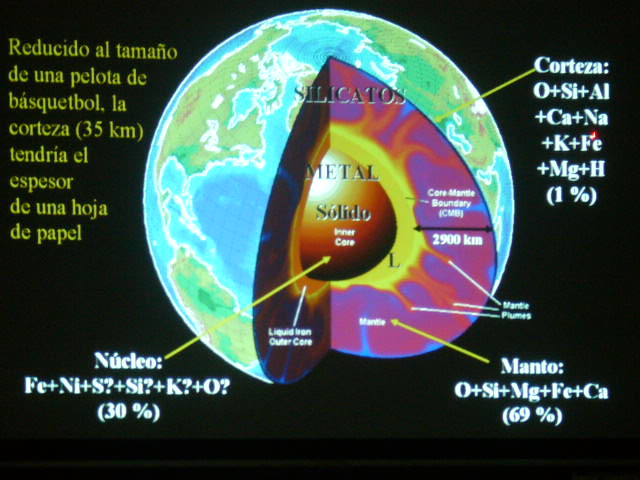 Reducido al tamaño
de una pelota de
básquetbol, la
corteza (35 km)
tendría el
espesor
de una hoja
de papel
Corteza:
O+Si+Al
+Ca+Na
+K+Fe
+Mg+H
(1 %)
SILICATOS
METAL
Sólido
Inner
Core
L
Core-Mantle
Boundary
(CMB)
2900 km
Mantle
Plumes
Liquid Iron
Outer Core
Mantle
Núcleo:
Fe+Ni+S?+Si?+K?+O?
(30 %)
Manto:
O+Si+Mg+Fe+Ca
(69 %)